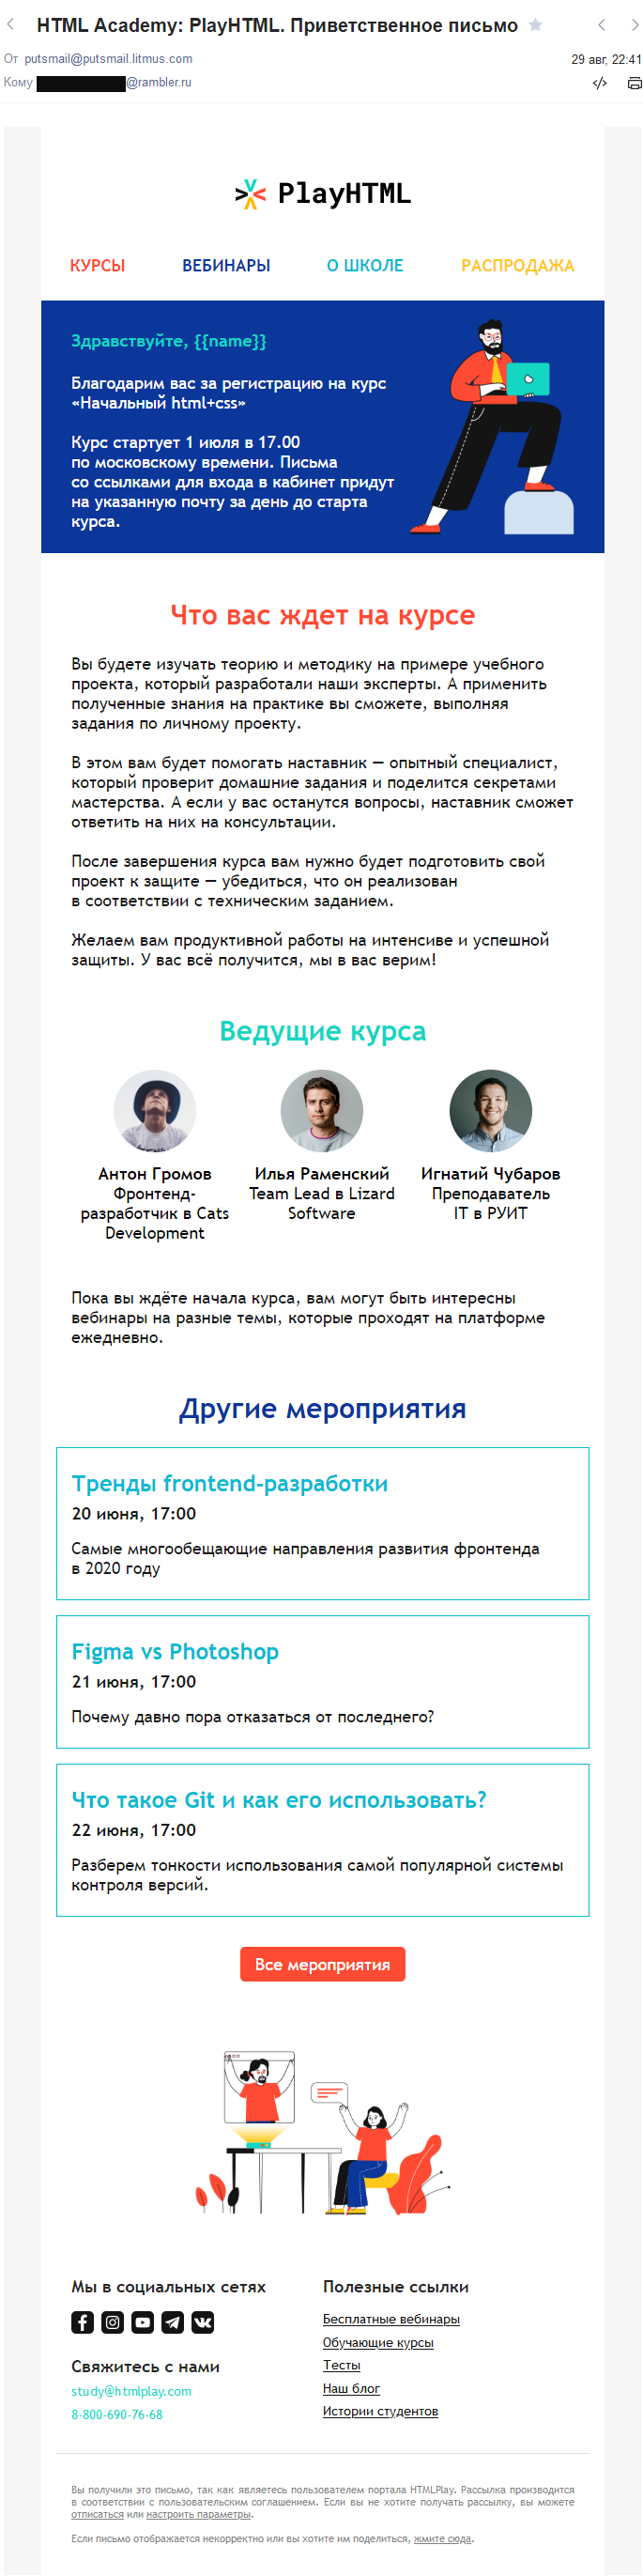 HTML Academy: PlayHTML. Приветственное письмо
От putsmail@putsmail.litmus.com
29 авг, 22:41
Кому @rambler.ru
PlayHTML
КУРСЫ ВЕБИНАРЫ О ШКОЛЕ РАСПРОДАЖА
Здравствуйте, {{name}}
Благодарим вас за регистрацию на курс
«Начальный html+css»
Курс стартует 1 июля в 17.00
по московскому времени. Письма
со ссылками для входа в кабинет придут
на указанную почту за день до старта
курса.
Что вас ждет на курсе
Вы будете изучать теорию и методику на примере учебного
проекта, который разработали наши эксперты. А применить
полученные знания на практике вы сможете, выполняя
задания по личному проекту.
В этом вам будет помогать наставник — опытный специалист,
который проверит домашние задания и поделится секретами
мастерства. А если у вас останутся вопросы, наставник сможет
ответить на них на консультации.
После завершения курса вам нужно будет подготовить свой
проект к защите — убедиться, что он реализован
в соответствии с техническим заданием.
Желаем вам продуктивной работы на интенсиве и успешной
защиты. У вас всё получится, мы в вас верим!
Ведущие курса
Антон Громов
Фронтенд-
разработчик в Cats
Development
Илья Раменский
Team Lead в Lizard
Software
Игнатий Чубаров
Преподаватель
IT в РУИТ
Пока вы ждёте начала курса, вам могут быть интересны
вебинары на разные темы, которые проходят на платформе
ежедневно.
Другие мероприятия
Тренды frontend-разработки
20 июня, 17:00
Самые многообещающие направления развития фронтенда
в 2020 году
Figma vs Photoshop
21 июня, 17:00
Почему давно пора отказаться от последнего?
Что такое Git и как его использовать?
22 июня, 17:00
Разберем тонкости использования самой популярной системы
контроля версий.
Все мероприятия
Мы в социальных сетях
Свяжитесь с нами
study@htmlplay.com
8-800-690-76-68
Полезные ссылки
Бесплатные вебинары
Обучающие курсы
Тесты
Наш блог
Истории студентов
Вы получили это письмо, так как являетесь пользователем портала HTMLPlay. Рассылка производится
в соответствии с пользовательским соглашением. Если вы не хотите получать рассылку, вы можете
отписаться или настроить параметры.
Если письмо отображается некорректно или вы хотите им поделиться, жмите сюда.